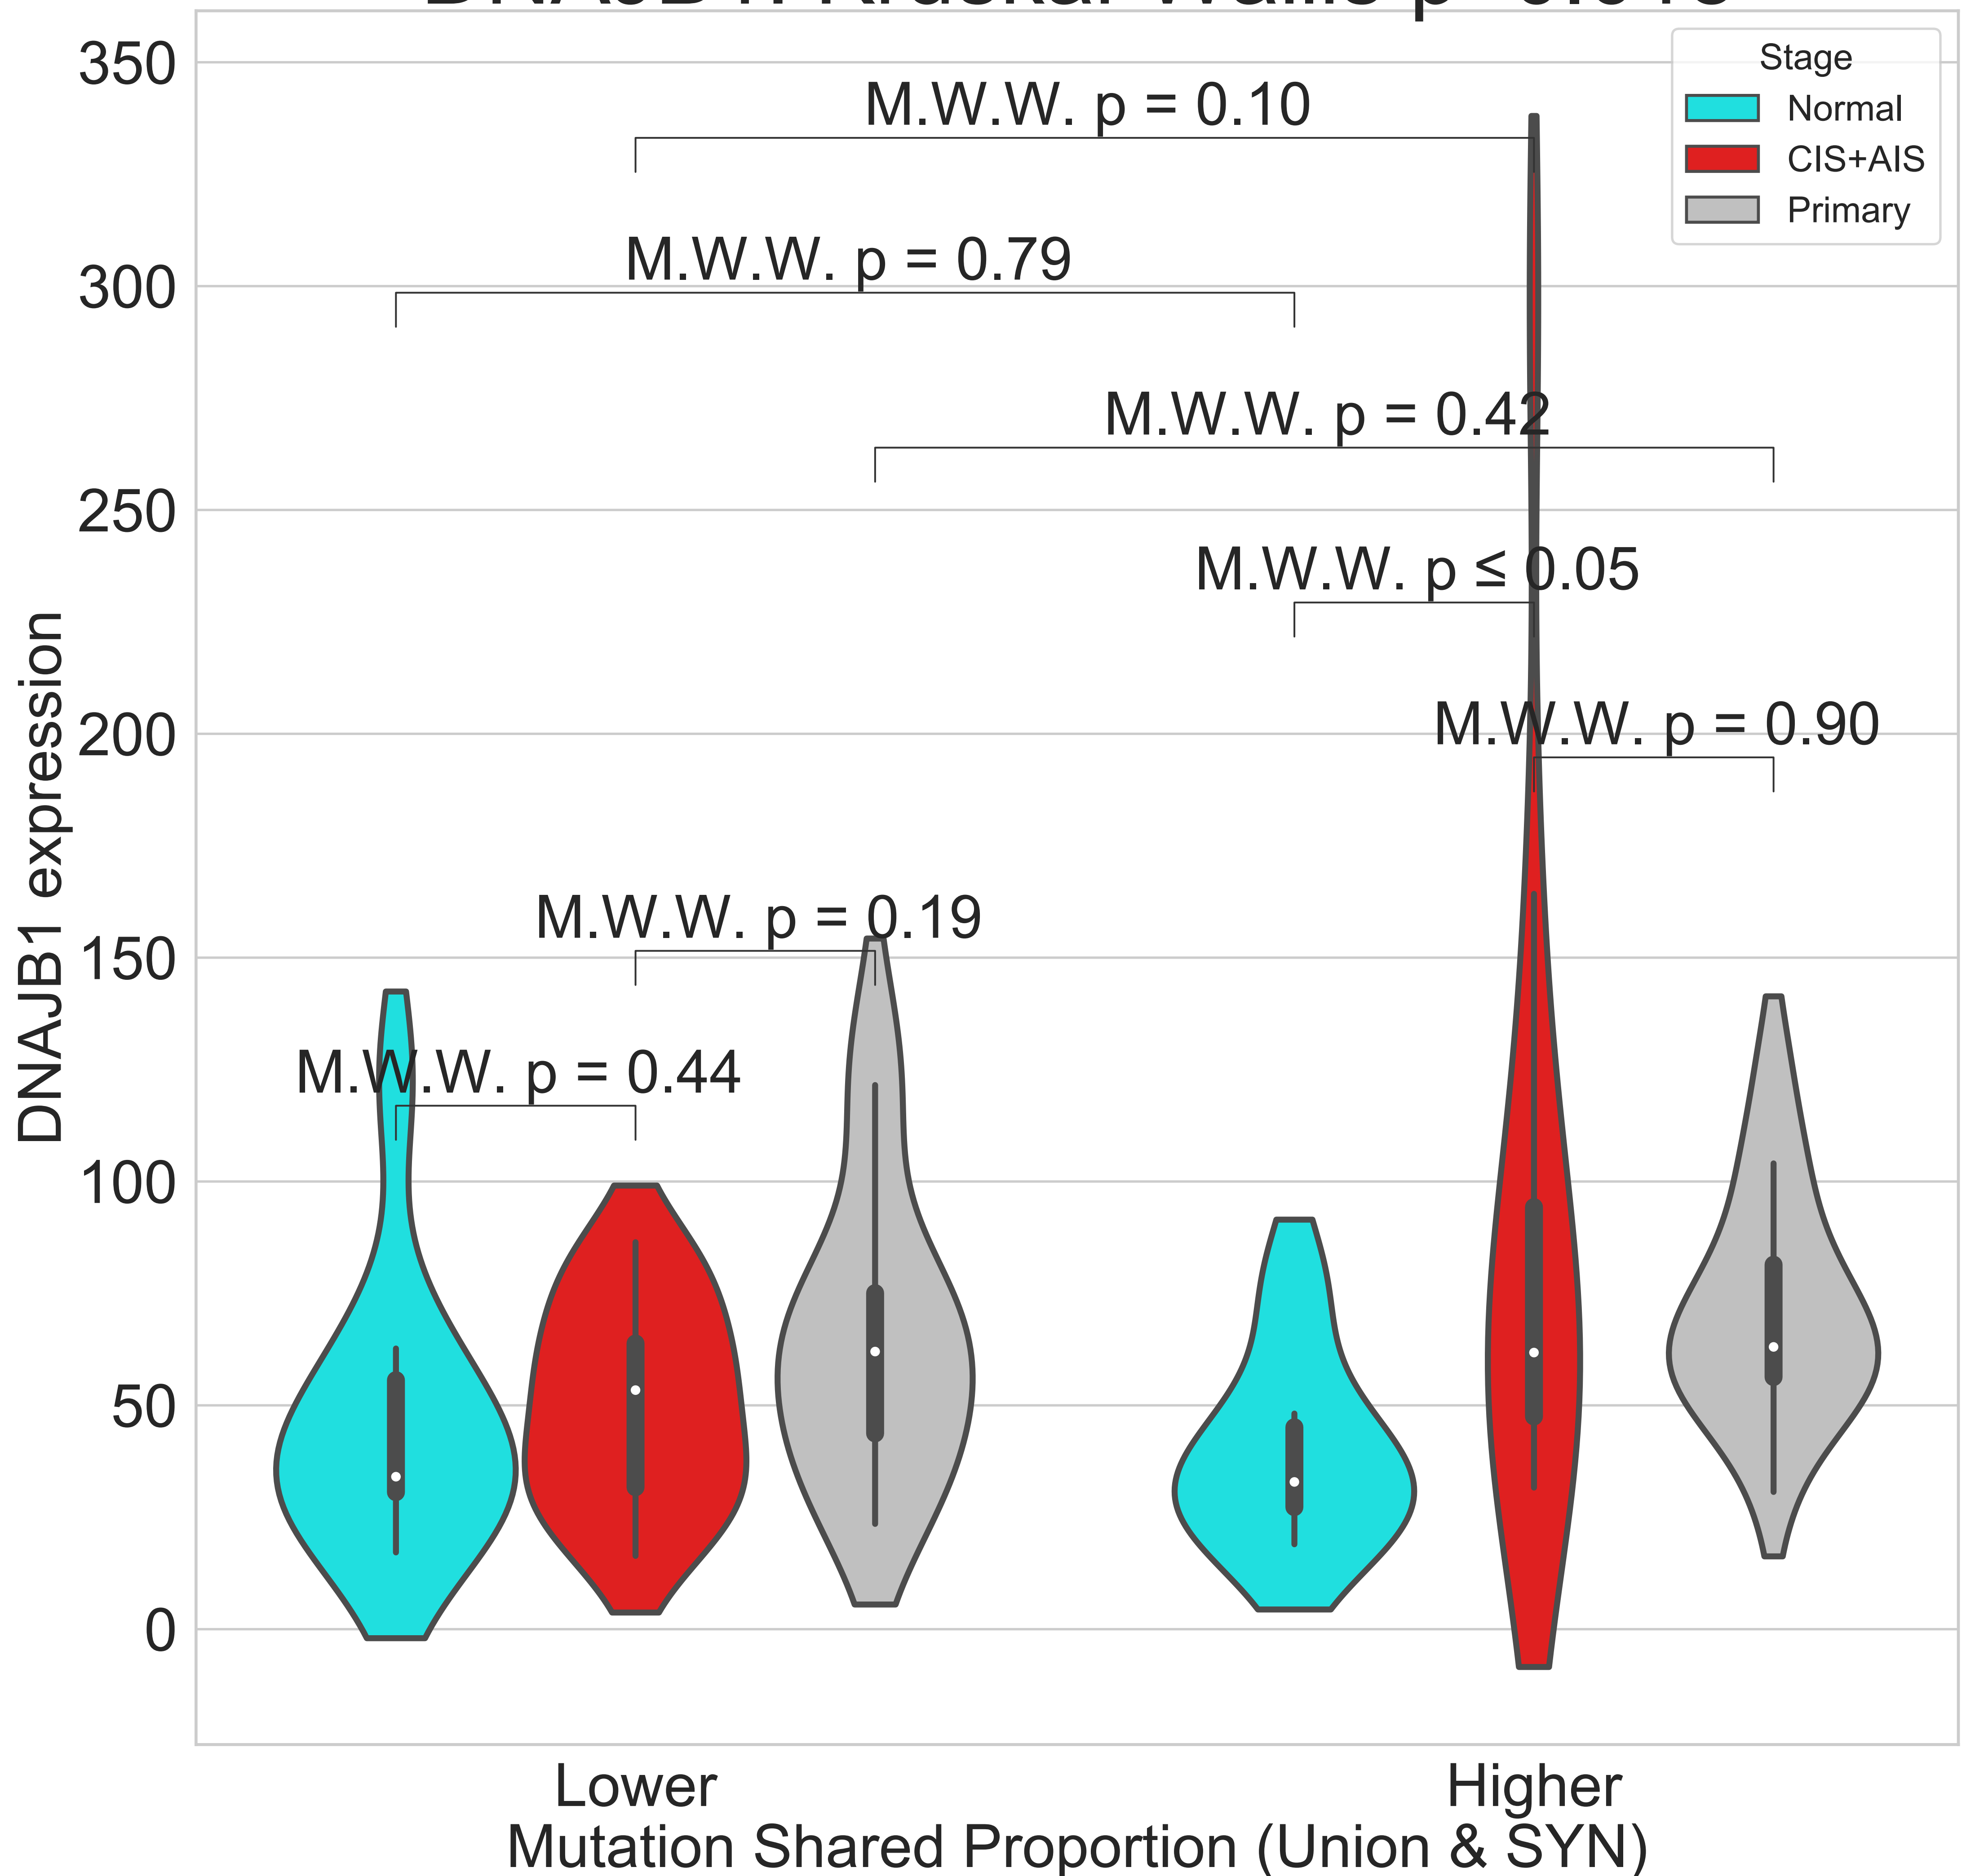 350
Stage
Normal
CIS+AIS
Primary
M.W.W. p = 0.10
M.W.W. p = 0.79
300
M.W.W. p = 0.42
250
M.W.W. p ≤ 0.05
M.W.W. p = 0.90
200
DNAJB1 expression
M.W.W. p = 0.19
150
M.W.W. p = 0.44
100
50
0
Lower
Higher
Mutation Shared Proportion (Union & SYN)